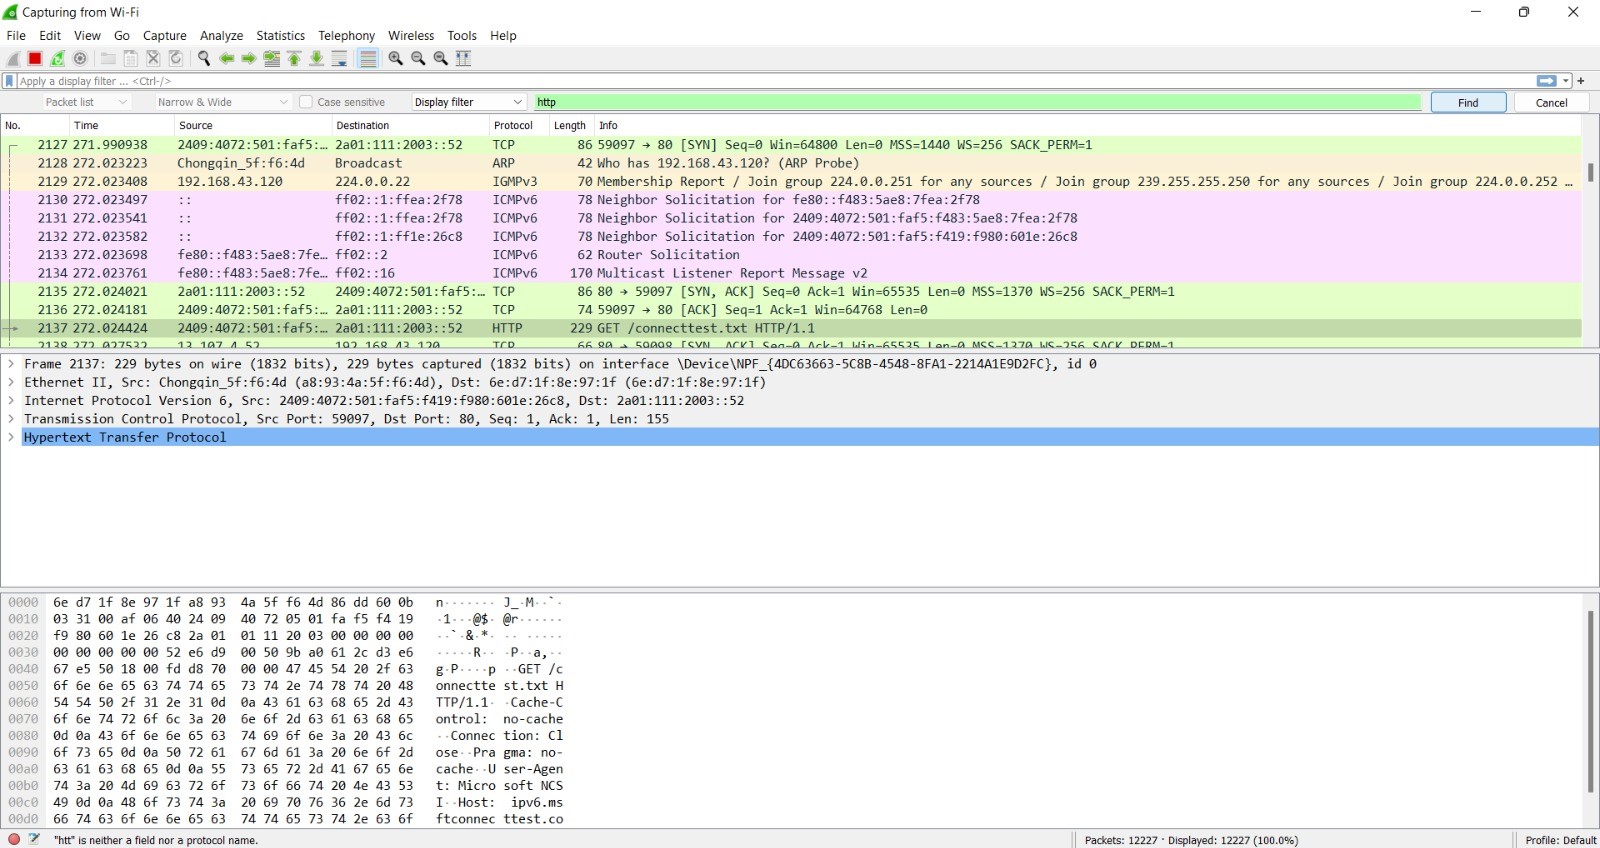 Capturing from Wi-Fi
File Edit View Go Capture Analyze Statistics Telephony Wireless Tools Help
Apply a display filter ... <Ctrl-/>
+
Packet list Narrow & Wide Case sensitive Display filter http Find Cancel
No. Time Source Destination Protocol Length Info
2127 271.990938 2409:4072:501:faf5:… 2a01:111:2003::52 TCP 86 59097 → 80 [SYN] Seq=0 Win=64800 Len=0 MSS=1440 WS=256 SACK_PERM=1
2128 272.023223 Chongqin_5f:f6:4d Broadcast ARP 42 Who has 192.168.43.120? (ARP Probe)
2129 272.023408 192.168.43.120 224.0.0.22 IGMPv3 70 Membership Report / Join group 224.0.0.251 for any sources / Join group 239.255.255.250 for any sources / Join group 224.0.0.252 …
2130 272.023497 :: ff02::1:ffea:2f78 ICMPv6 78 Neighbor Solicitation for fe80::f483:5ae8:7fea:2f78
2131 272.023541 :: ff02::1:ffea:2f78 ICMPv6 78 Neighbor Solicitation for 2409:4072:501:faf5:f483:5ae8:7fea:2f78
2132 272.023582 :: ff02::1:ff1e:26c8 ICMPv6 78 Neighbor Solicitation for 2409:4072:501:faf5:f419:f980:601e:26c8
2133 272.023698 fe80::f483:5ae8:7fe… ff02::2 ICMPv6 62 Router Solicitation
2134 272.023761 fe80::f483:5ae8:7fe… ff02::16 ICMPv6 170 Multicast Listener Report Message v2
2135 272.024021 2a01:111:2003::52 2409:4072:501:faf5:… TCP 86 80 → 59097 [SYN, ACK] Seq=0 Ack=1 Win=65535 Len=0 MSS=1370 WS=256 SACK_PERM=1
2136 272.024181 2409:4072:501:faf5:… 2a01:111:2003::52 TCP 74 59097 → 80 [ACK] Seq=1 Ack=1 Win=64768 Len=0
2137 272.024424 2409:4072:501:faf5:… 2a01:111:2003::52 HTTP 229 GET /connecttest.txt HTTP/1.1
2138 272.027532 13.107.4.52 192.168.43.120 TCP 66 80 → 59098 [SYN, ACK] Seq=0 Ack=1 Win=65535 Len=0 MSS=1370 WS=256 SACK_PERM=1
Frame 2137: 229 bytes on wire (1832 bits), 229 bytes captured (1832 bits) on interface \Device\NPF_{4DC63663-5C8B-4548-8FA1-2214A1E9D2FC}, id 0
Ethernet II, Src: Chongqin_5f:f6:4d (a8:93:4a:5f:f6:4d), Dst: 6e:d7:1f:8e:97:1f (6e:d7:1f:8e:97:1f)
Internet Protocol Version 6, Src: 2409:4072:501:faf5:f419:f980:601e:26c8, Dst: 2a01:111:2003::52
Transmission Control Protocol, Src Port: 59097, Dst Port: 80, Seq: 1, Ack: 1, Len: 155
Hypertext Transfer Protocol
0000 6e d7 1f 8e 97 1f a8 93 4a 5f f6 4d 86 dd 60 0b n······· J_·M··`·
0010 03 31 00 af 06 40 24 09 40 72 05 01 fa f5 f4 19 ·1···@$· @r······
0020 f9 80 60 1e 26 c8 2a 01 01 11 20 03 00 00 00 00 ··`·&·*· ·· ·····
0030 00 00 00 00 00 52 e6 d9 00 50 9b a0 61 2c d3 e6 ·····R·· ·P··a,··
0040 67 e5 50 18 00 fd d8 70 00 00 47 45 54 20 2f 63 g·P····p ··GET /c
0050 6f 6e 6e 65 63 74 74 65 73 74 2e 74 78 74 20 48 onnectte st.txt H
0060 54 54 50 2f 31 2e 31 0d 0a 43 61 63 68 65 2d 43 TTP/1.1· ·Cache-C
0070 6f 6e 74 72 6f 6c 3a 20 6e 6f 2d 63 61 63 68 65 ontrol: no-cache
0080 0d 0a 43 6f 6e 6e 65 63 74 69 6f 6e 3a 20 43 6c ··Connec tion: Cl
0090 6f 73 65 0d 0a 50 72 61 67 6d 61 3a 20 6e 6f 2d ose··Pra gma: no-
00a0 63 61 63 68 65 0d 0a 55 73 65 72 2d 41 67 65 6e cache··U ser-Agen
00b0 74 3a 20 4d 69 63 72 6f 73 6f 66 74 20 4e 43 53 t: Micro soft NCS
00c0 49 0d 0a 48 6f 73 74 3a 20 69 70 76 36 2e 6d 73 I··Host: ipv6.ms
00d0 66 74 63 6f 6e 6e 65 63 74 74 65 73 74 2e 63 6f ftconnec ttest.co
"htt" is neither a field nor a protocol name. Packets: 12227 · Displayed: 12227 (100.0%) Profile: Default